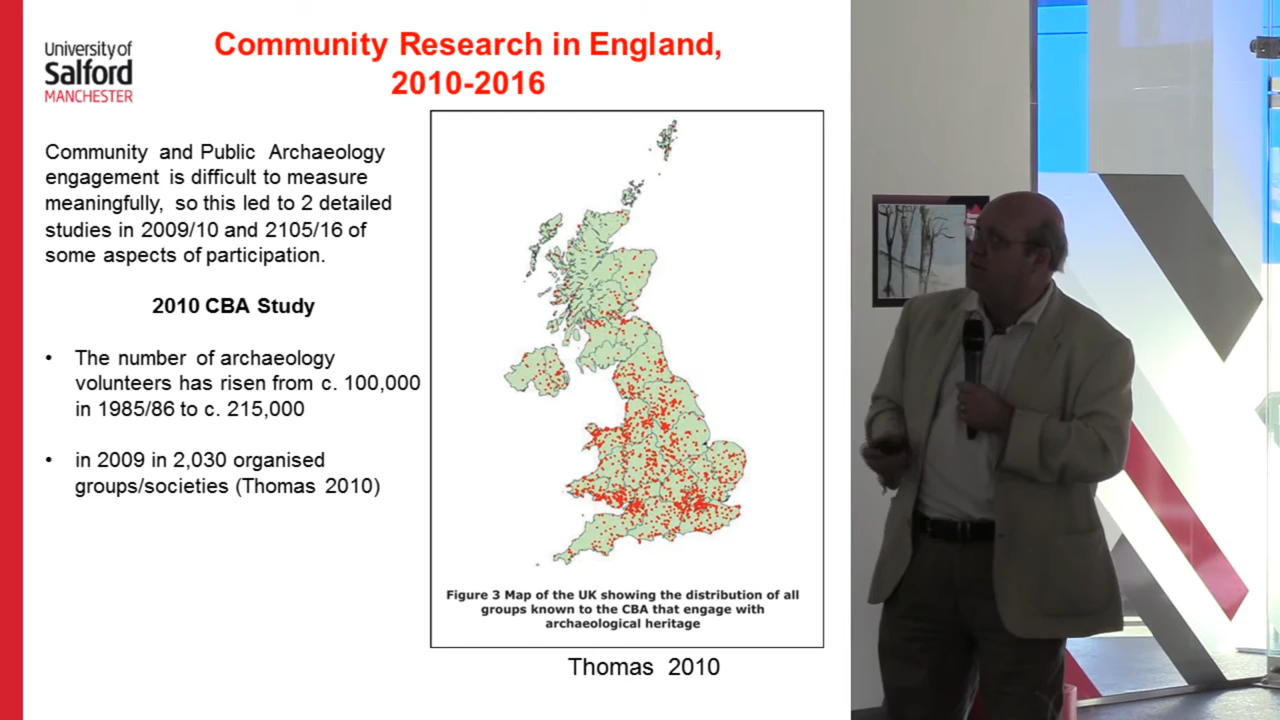 University of
Salford
MANCHESTER
Community Research in England,
2010-2016
Community and Public Archaeology
engagement is difficult to measure
meaningfully, so this led to 2 detailed
studies in 2009/10 and 2105/16 of
some aspects of participation.
2010 CBA Study
• The number of archaeology
volunteers has risen from c. 100,000
in 1985/86 to c. 215,000
• in 2009 in 2,030 organised
groups/societies (Thomas 2010)
Figure 3 Map of the UK showing the distribution of all
groups known to the CBA that engage with
archaeological heritage
Thomas 2010